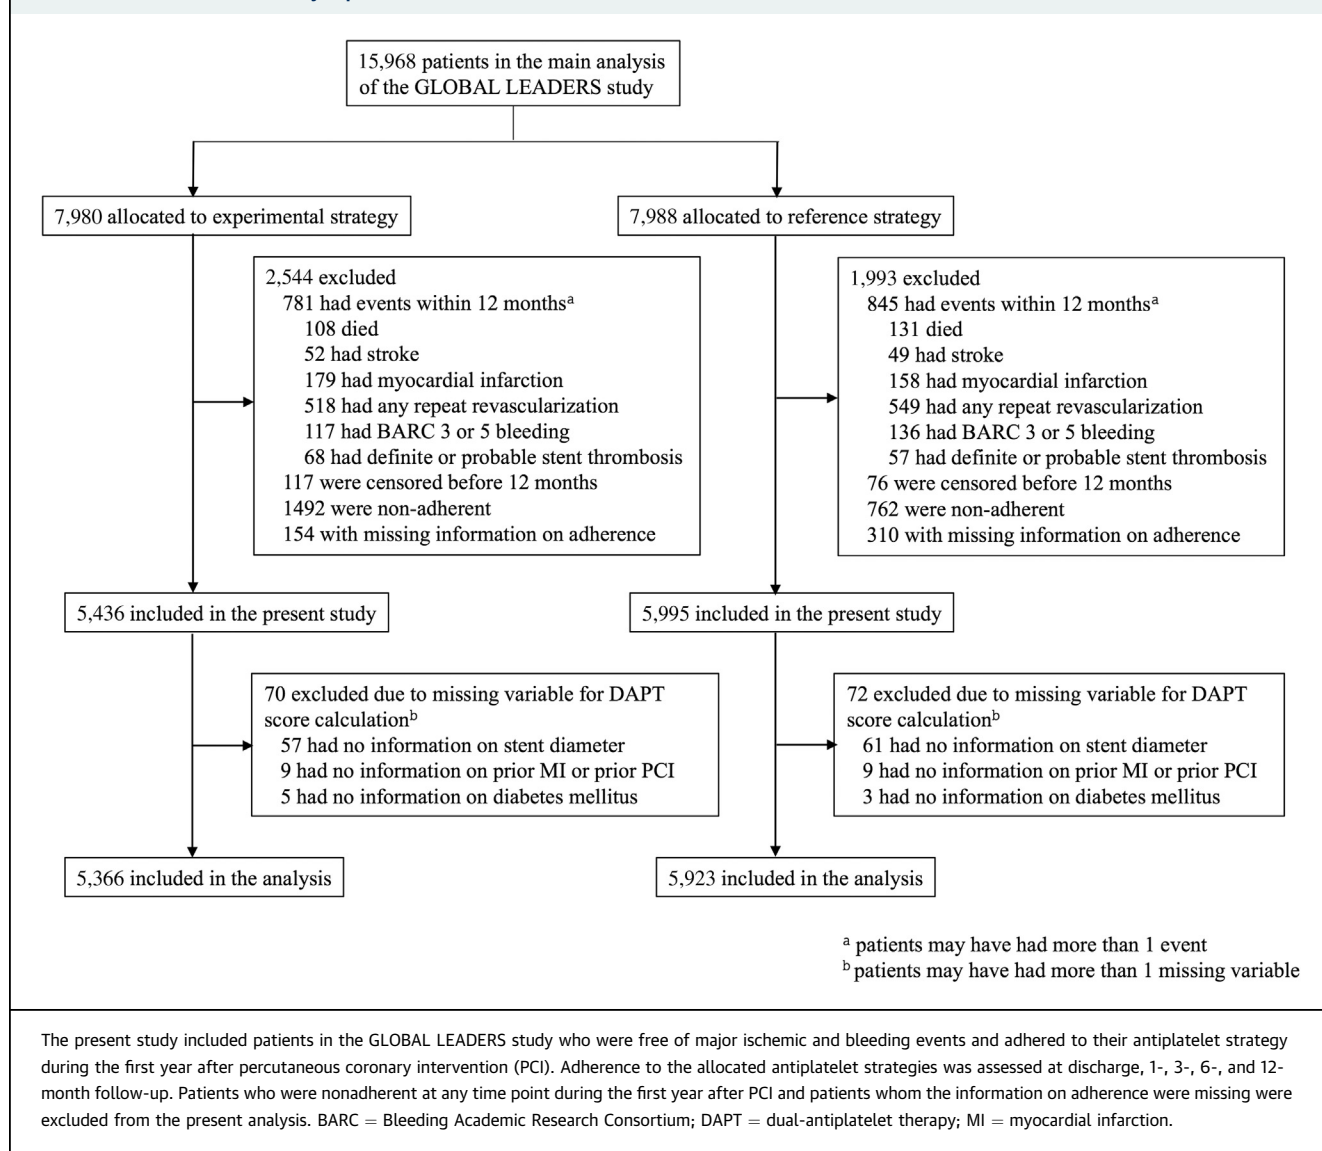 15,968 patients in the main analysis
of the GLOBAL LEADERS study
7,980 allocated to experimental strategy
7,988 allocated to reference strategy
2,544 excluded
781 had events within 12 monthsᵃ
108 died
52 had stroke
179 had myocardial infarction
518 had any repeat revascularization
117 had BARC 3 or 5 bleeding
68 had definite or probable stent thrombosis
117 were censored before 12 months
1492 were non-adherent
154 with missing information on adherence
1,993 excluded
845 had events within 12 monthsᵃ
131 died
49 had stroke
158 had myocardial infarction
549 had any repeat revascularization
136 had BARC 3 or 5 bleeding
57 had definite or probable stent thrombosis
76 were censored before 12 months
762 were non-adherent
310 with missing information on adherence
5,436 included in the present study
5,995 included in the present study
70 excluded due to missing variable for DAPT
score calculationᵇ
57 had no information on stent diameter
9 had no information on prior MI or prior PCI
5 had no information on diabetes mellitus
72 excluded due to missing variable for DAPT
score calculationᵇ
61 had no information on stent diameter
9 had no information on prior MI or prior PCI
3 had no information on diabetes mellitus
5,366 included in the analysis
5,923 included in the analysis
ᵃ patients may have had more than 1 event
ᵇ patients may have had more than 1 missing variable
The present study included patients in the GLOBAL LEADERS study who were free of major ischemic and bleeding events and adhered to their antiplatelet strategy
during the first year after percutaneous coronary intervention (PCI). Adherence to the allocated antiplatelet strategies was assessed at discharge, 1-, 3-, 6-, and 12-
month follow-up. Patients who were nonadherent at any time point during the first year after PCI and patients whom the information on adherence were missing were
excluded from the present analysis. BARC = Bleeding Academic Research Consortium; DAPT = dual-antiplatelet therapy; MI = myocardial infarction.